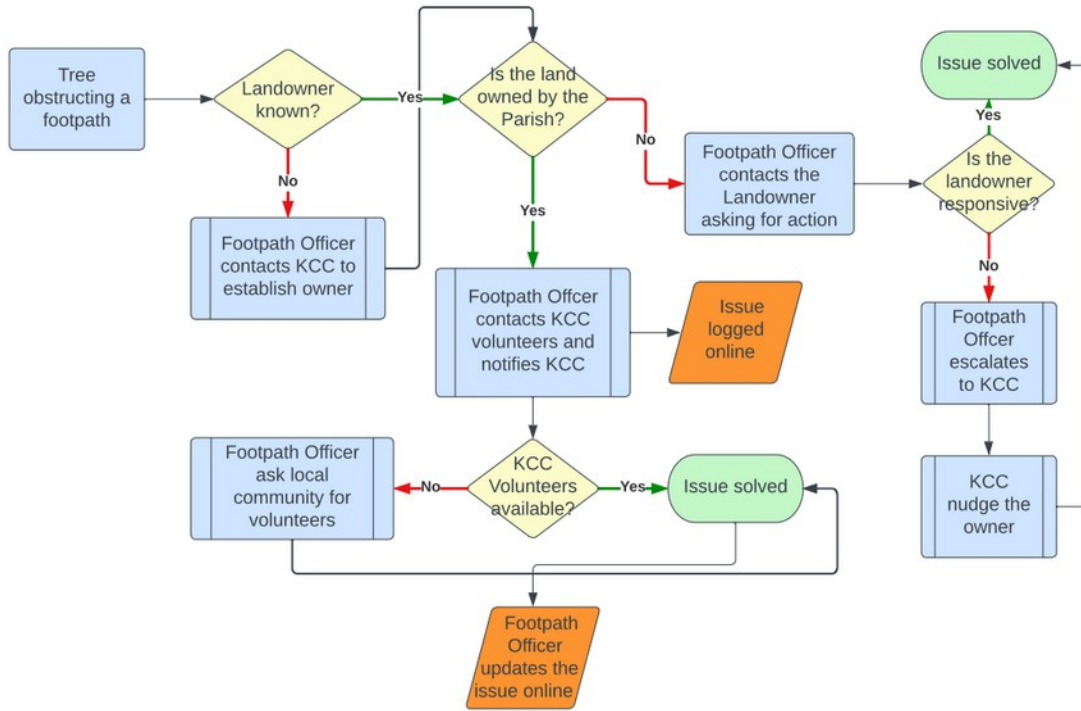 Tree
obstructing a
footpath
Landowner
known?
Yes
Is the land
owned by the
Parish?
No
Footpath Officer
contacts KCC to
establish owner
Yes
No
Footpath Officer
contacts the
Landowner
asking for action
Is the
landowner
responsive?
Yes
Issue solved
No
Footpath
Offcer
escalates
to KCC
KCC
nudge the
owner
Footpath Offcer
contacts KCC
volunteers and
notifies KCC
Issue
logged
online
KCC
Volunteers
available?
No
Footpath Officer
ask local
community for
volunteers
Yes
Issue solved
Footpath
Officer
updates the
issue online